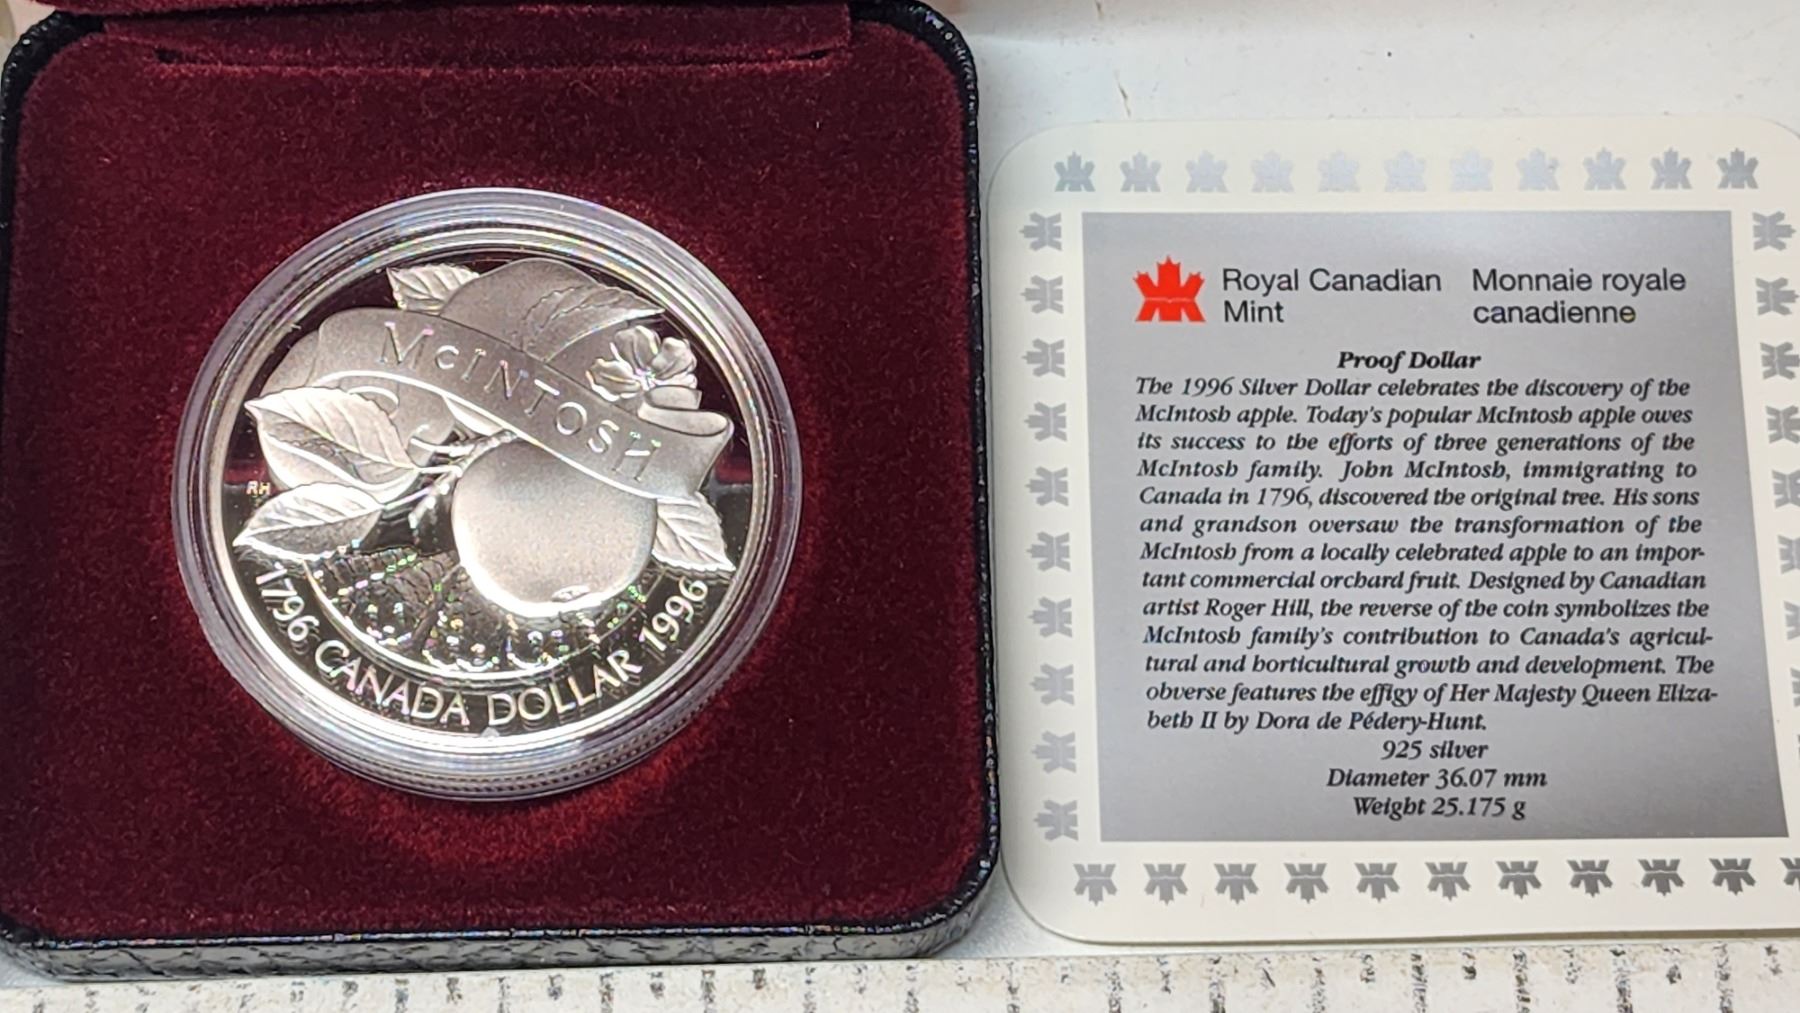 McINTOSH
RH
1796 CANADA DOLLAR 1996
Royal Canadian Mint
Monnaie royale canadienne
Proof Dollar
The 1996 Silver Dollar celebrates the discovery of the
McIntosh apple. Today's popular McIntosh apple owes
its success to the efforts of three generations of the
McIntosh family. John McIntosh, immigrating to
Canada in 1796, discovered the original tree. His sons
and grandson oversaw the transformation of the
McIntosh from a locally celebrated apple to an impor-
tant commercial orchard fruit. Designed by Canadian
artist Roger Hill, the reverse of the coin symbolizes the
McIntosh family's contribution to Canada's agricul-
tural and horticultural growth and development. The
obverse features the effigy of Her Majesty Queen Eliza-
beth II by Dora de Pédery-Hunt.
925 silver
Diameter 36.07 mm
Weight 25.175 g